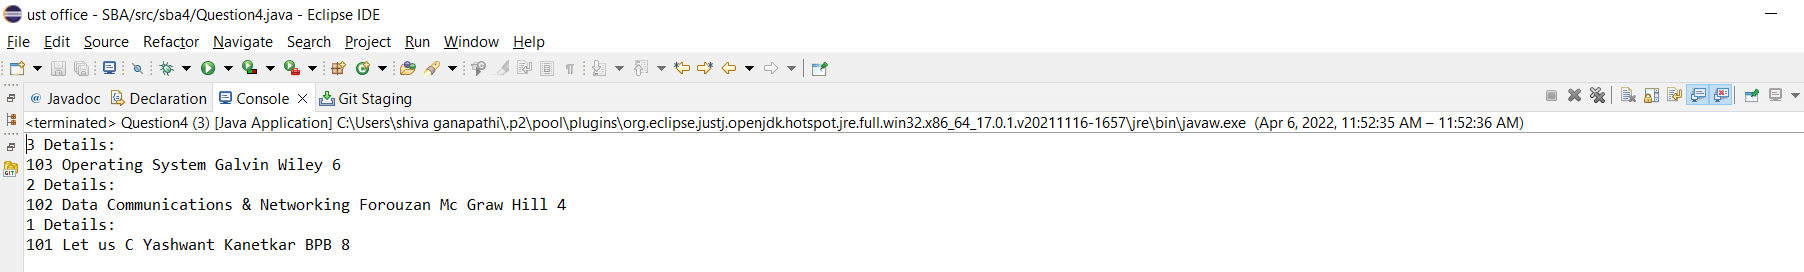 ust office - SBA/src/sba4/Question4.java - Eclipse IDE
File Edit Source Refactor Navigate Search Project Run Window Help
@ Javadoc Declaration Console Git Staging
<terminated> Question4 (3) [Java Application] C:\Users\shiva ganapathi\.p2\pool\plugins\org.eclipse.justj.openjdk.hotspot.jre.full.win32.x86_64_17.0.1.v20211116-1657\jre\bin\javaw.exe (Apr 6, 2022, 11:52:35 AM – 11:52:36 AM)
3 Details:
103 Operating System Galvin Wiley 6
2 Details:
GIT
102 Data Communications & Networking Forouzan Mc Graw Hill 4
1 Details:
101 Let us C Yashwant Kanetkar BPB 8